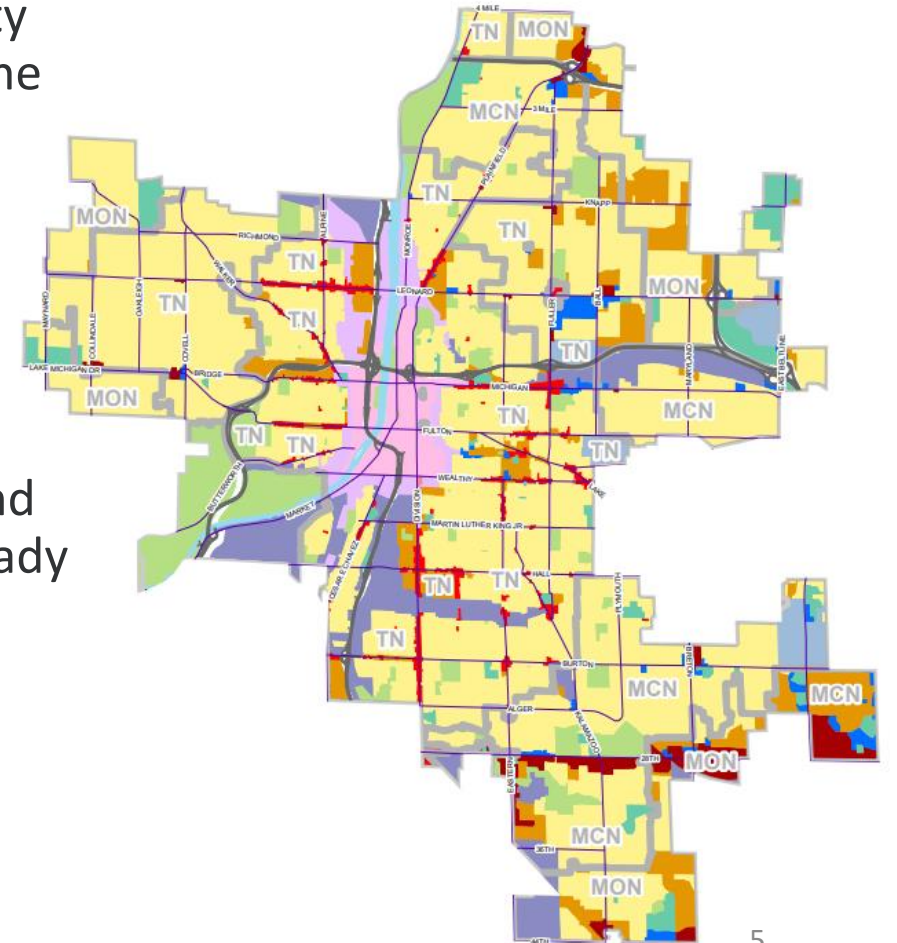 ty
ne
nd
ady
4 MILE
TN
MON
MCN
3 MILE
PLAINFIELD
TN
KNAPP
MON
ALPINE
MONROE
TN
RICHMOND
TN
WALKER
LEONARD
MON
TN
MAYNARD
COLLINDALE
OAKLEIGH
COVELL
TN
FULLER
BALL
TN
MARYLAND
EAST BELTLINE
LAKE MICHIGAN DR
BRIDGE
MICHIGAN
MON
TN
MCN
TN
TN
FULTON
TN
BUTTERWORTH
WEALTHY
LAKE
MARKET
DIVISION
MARTIN LUTHER KING JR
CESAR E CHAVEZ
TN
TN
HALL
PLYMOUTH
TN
BURTON
BRETON
MCN
MCN
ALGER
KALAMAZOO
28TH
MON
EASTERN
MCN
36TH
MON
44TH
5